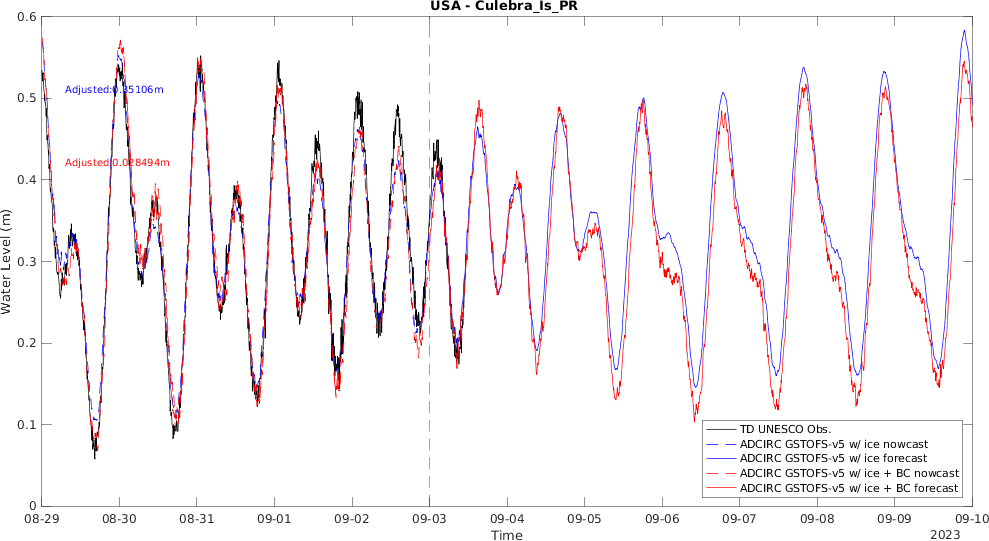 USA - Culebra_Is_PR
0.6
0.5
0.4
0.3
0.2
0.1
0
Water Level (m)
Adjusted:0.35106m
Adjusted:0.028494m
TD UNESCO Obs.
ADCIRC GSTOFS-v5 w/ ice nowcast
ADCIRC GSTOFS-v5 w/ ice forecast
ADCIRC GSTOFS-v5 w/ ice + BC nowcast
ADCIRC GSTOFS-v5 w/ ice + BC forecast
08-29 08-30 08-31 09-01 09-02 09-03 09-04 09-05 09-06 09-07 09-08 09-09 09-10
Time
2023